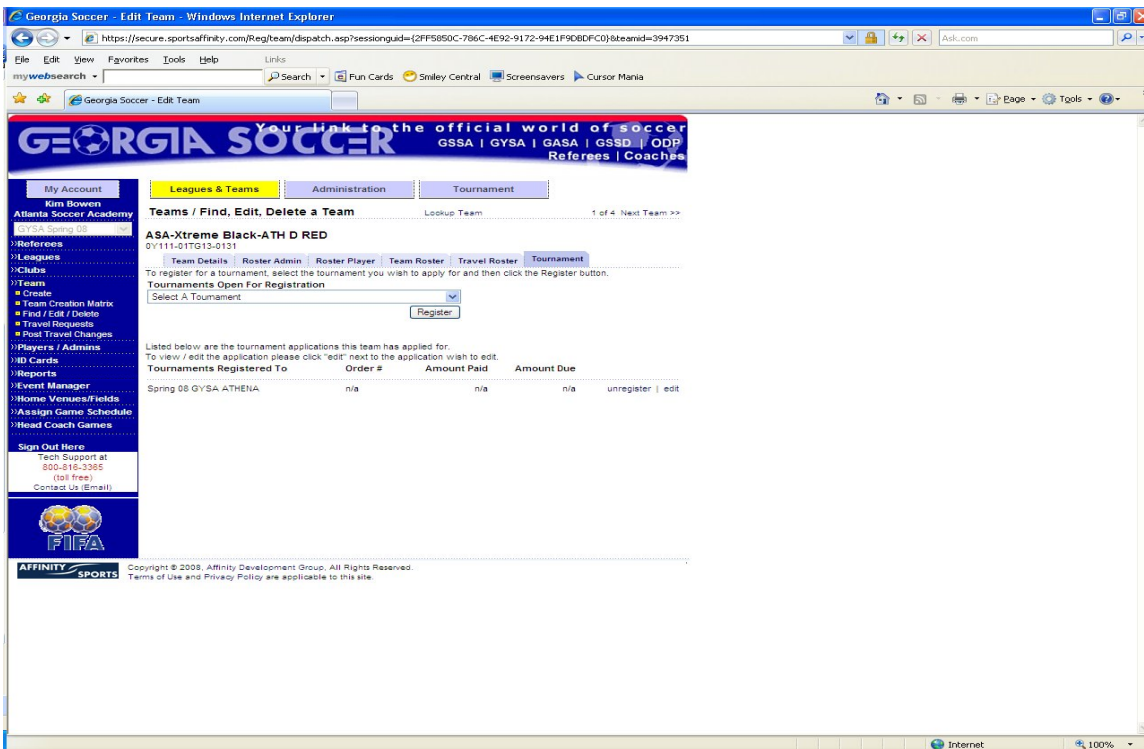 Georgia Soccer - Edit Team - Windows Internet Explorer
https://secure.sportsaffinity.com/Reg/team/dispatch.asp?sessionguid={2FF5850C-786C-4E92-9172-94E1F9DBDFC0}&teamid=3947351
Ask.com
File Edit View Favorites Tools Help Links
mywebsearch Search Fun Cards Smiley Central Screensavers Cursor Mania
Georgia Soccer - Edit Team Page Tools
GEORGIA SOCCER
Your link to the official world of soccer
GSSA | GYSA | GASA | GSSD | ODP
Referees | Coaches
My Account Leagues & Teams Administration Tournament
Kim Bowen
Atlanta Soccer Academy
GYSA Spring 08
»Referees
»Leagues
»Clubs
»Team
Create
Team Creation Matrix
Find / Edit / Delete
Travel Requests
Post Travel Changes
»Players / Admins
»ID Cards
»Reports
»Event Manager
»Home Venues/Fields
»Assign Game Schedule
»Head Coach Games
Sign Out Here
Tech Support at
800-816-3365
(toll free)
Contact Us (Email)
FIFA
Teams / Find, Edit, Delete a Team Lookup Team 1 of 4 Next Team >>
ASA-Xtreme Black-ATH D RED
0Y111-01TG13-0131
Team Details Roster Admin Roster Player Team Roster Travel Roster Tournament
To register for a tournament, select the tournament you wish to apply for and then click the Register button.
Tournaments Open For Registration
Select A Tournament
Register
Listed below are the tournament applications this team has applied for.
To view / edit the application please click "edit" next to the application wish to edit.
Tournaments Registered To Order # Amount Paid Amount Due
Spring 08 GYSA ATHENA n/a n/a n/a unregister | edit
AFFINITY SPORTS
Copyright © 2008, Affinity Development Group, All Rights Reserved.
Terms of Use and Privacy Policy are applicable to this site.
Internet 100%